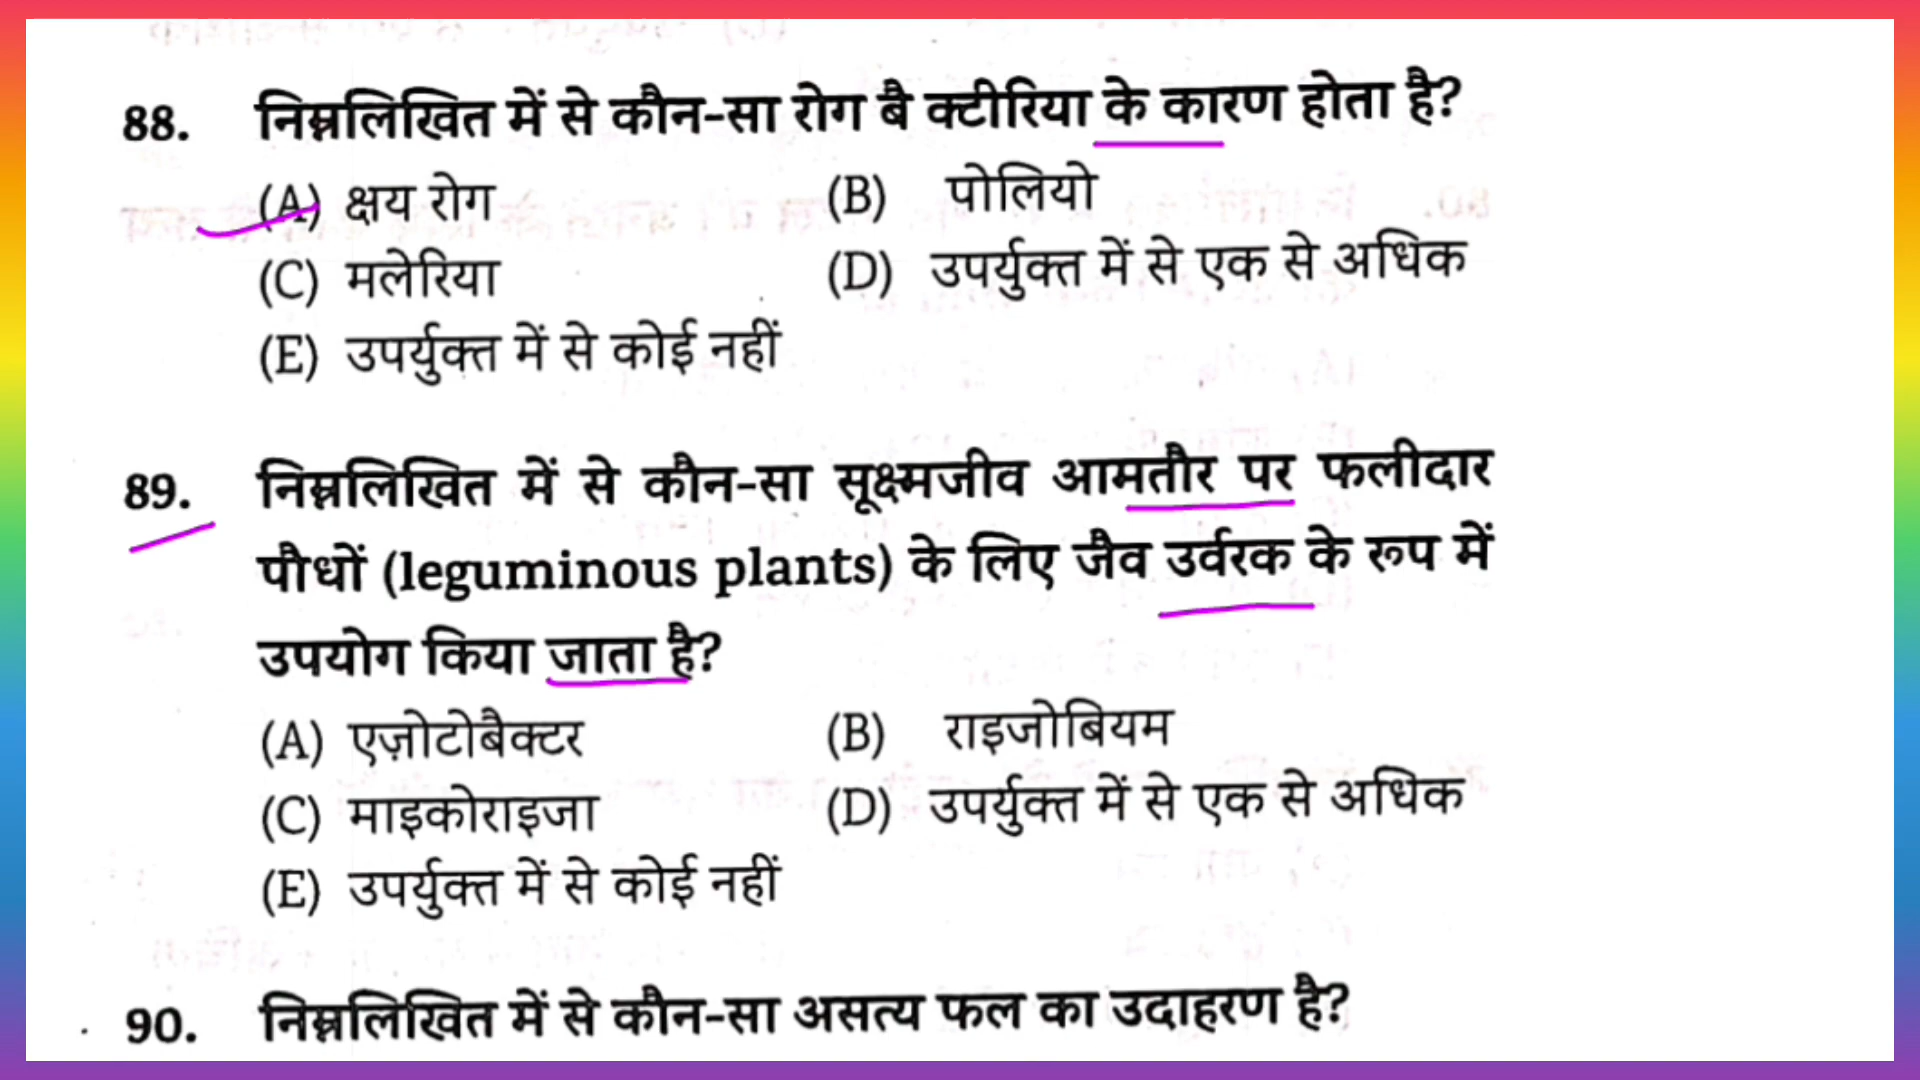 88. निम्नलिखित में से कौन-सा रोग बै क्टीरिया के कारण होता है?
(A) क्षय रोग (B) पोलियो
(C) मलेरिया (D) उपर्युक्त में से एक से अधिक
(E) उपर्युक्त में से कोई नहीं
89. निम्नलिखित में से कौन-सा सूक्ष्मजीव आमतौर पर फलीदार
पौधों (leguminous plants) के लिए जैव उर्वरक के रूप में
उपयोग किया जाता है?
(A) एज़ोटोबैक्टर (B) राइजोबियम
(C) माइकोराइजा (D) उपर्युक्त में से एक से अधिक
(E) उपर्युक्त में से कोई नहीं
90. निम्नलिखित में से कौन-सा असत्य फल का उदाहरण है?